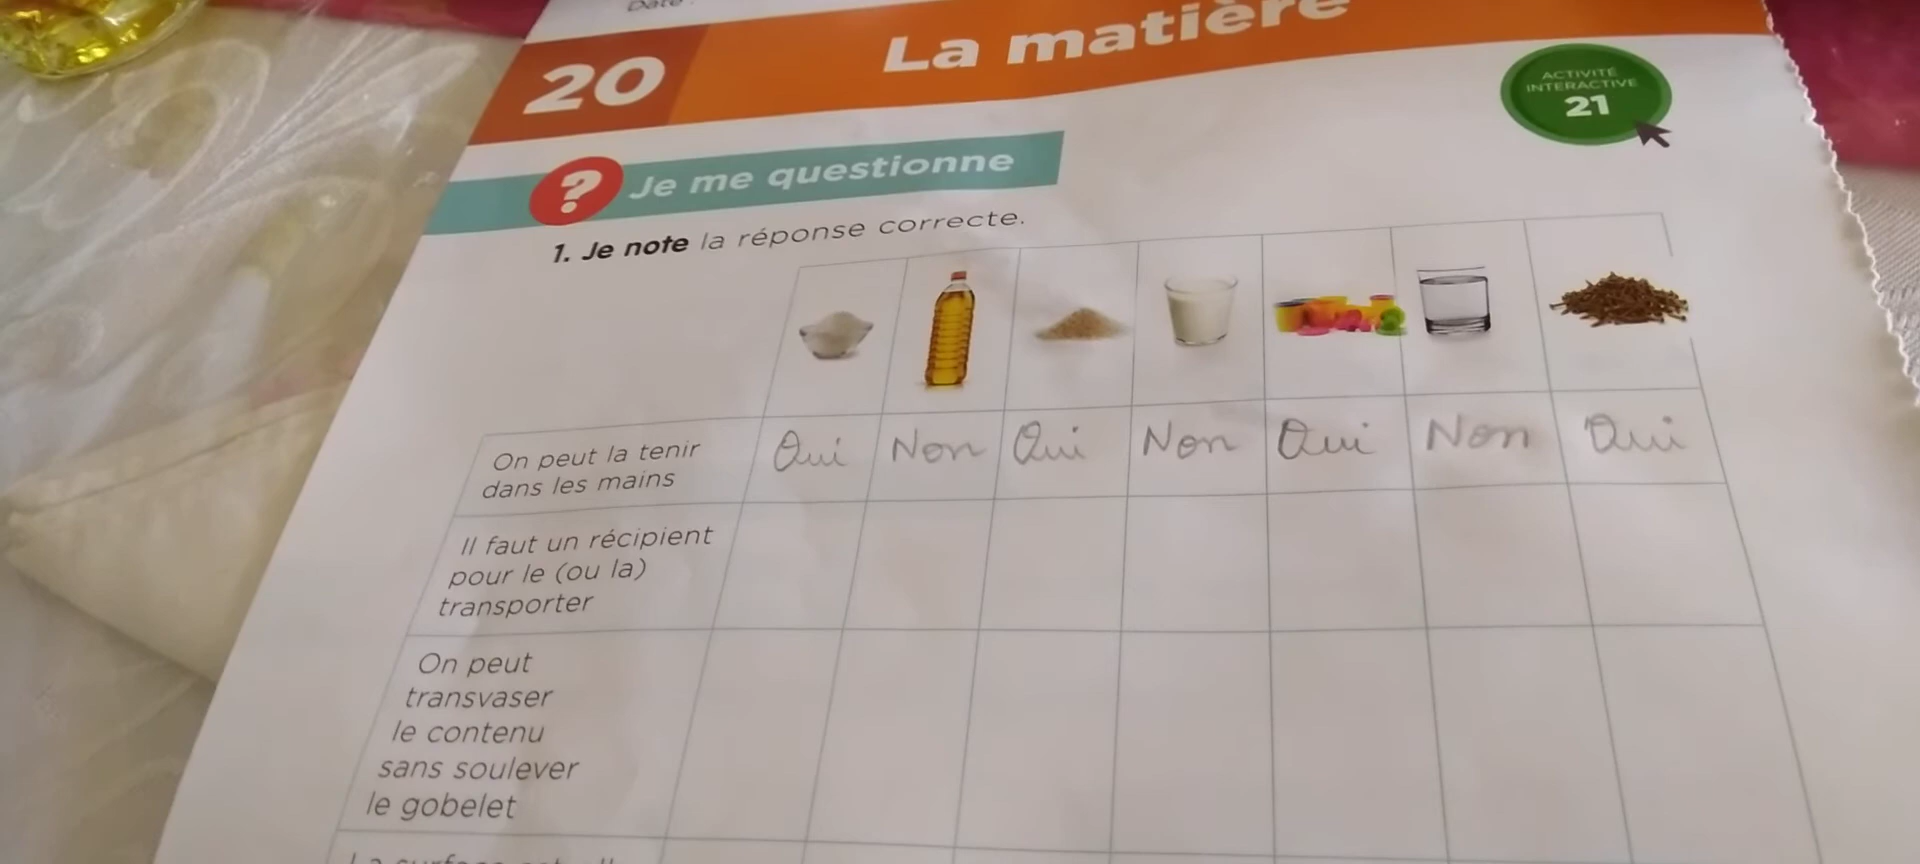 Date :
20
La matière
ACTIVITÉ
INTERACTIVE
21
? Je me questionne
1. Je note la réponse correcte.
On peut la tenir
dans les mains
Oui Non Oui Non Oui Non Oui
Il faut un récipient
pour le (ou la)
transporter
On peut
transvaser
le contenu
sans soulever
le gobelet